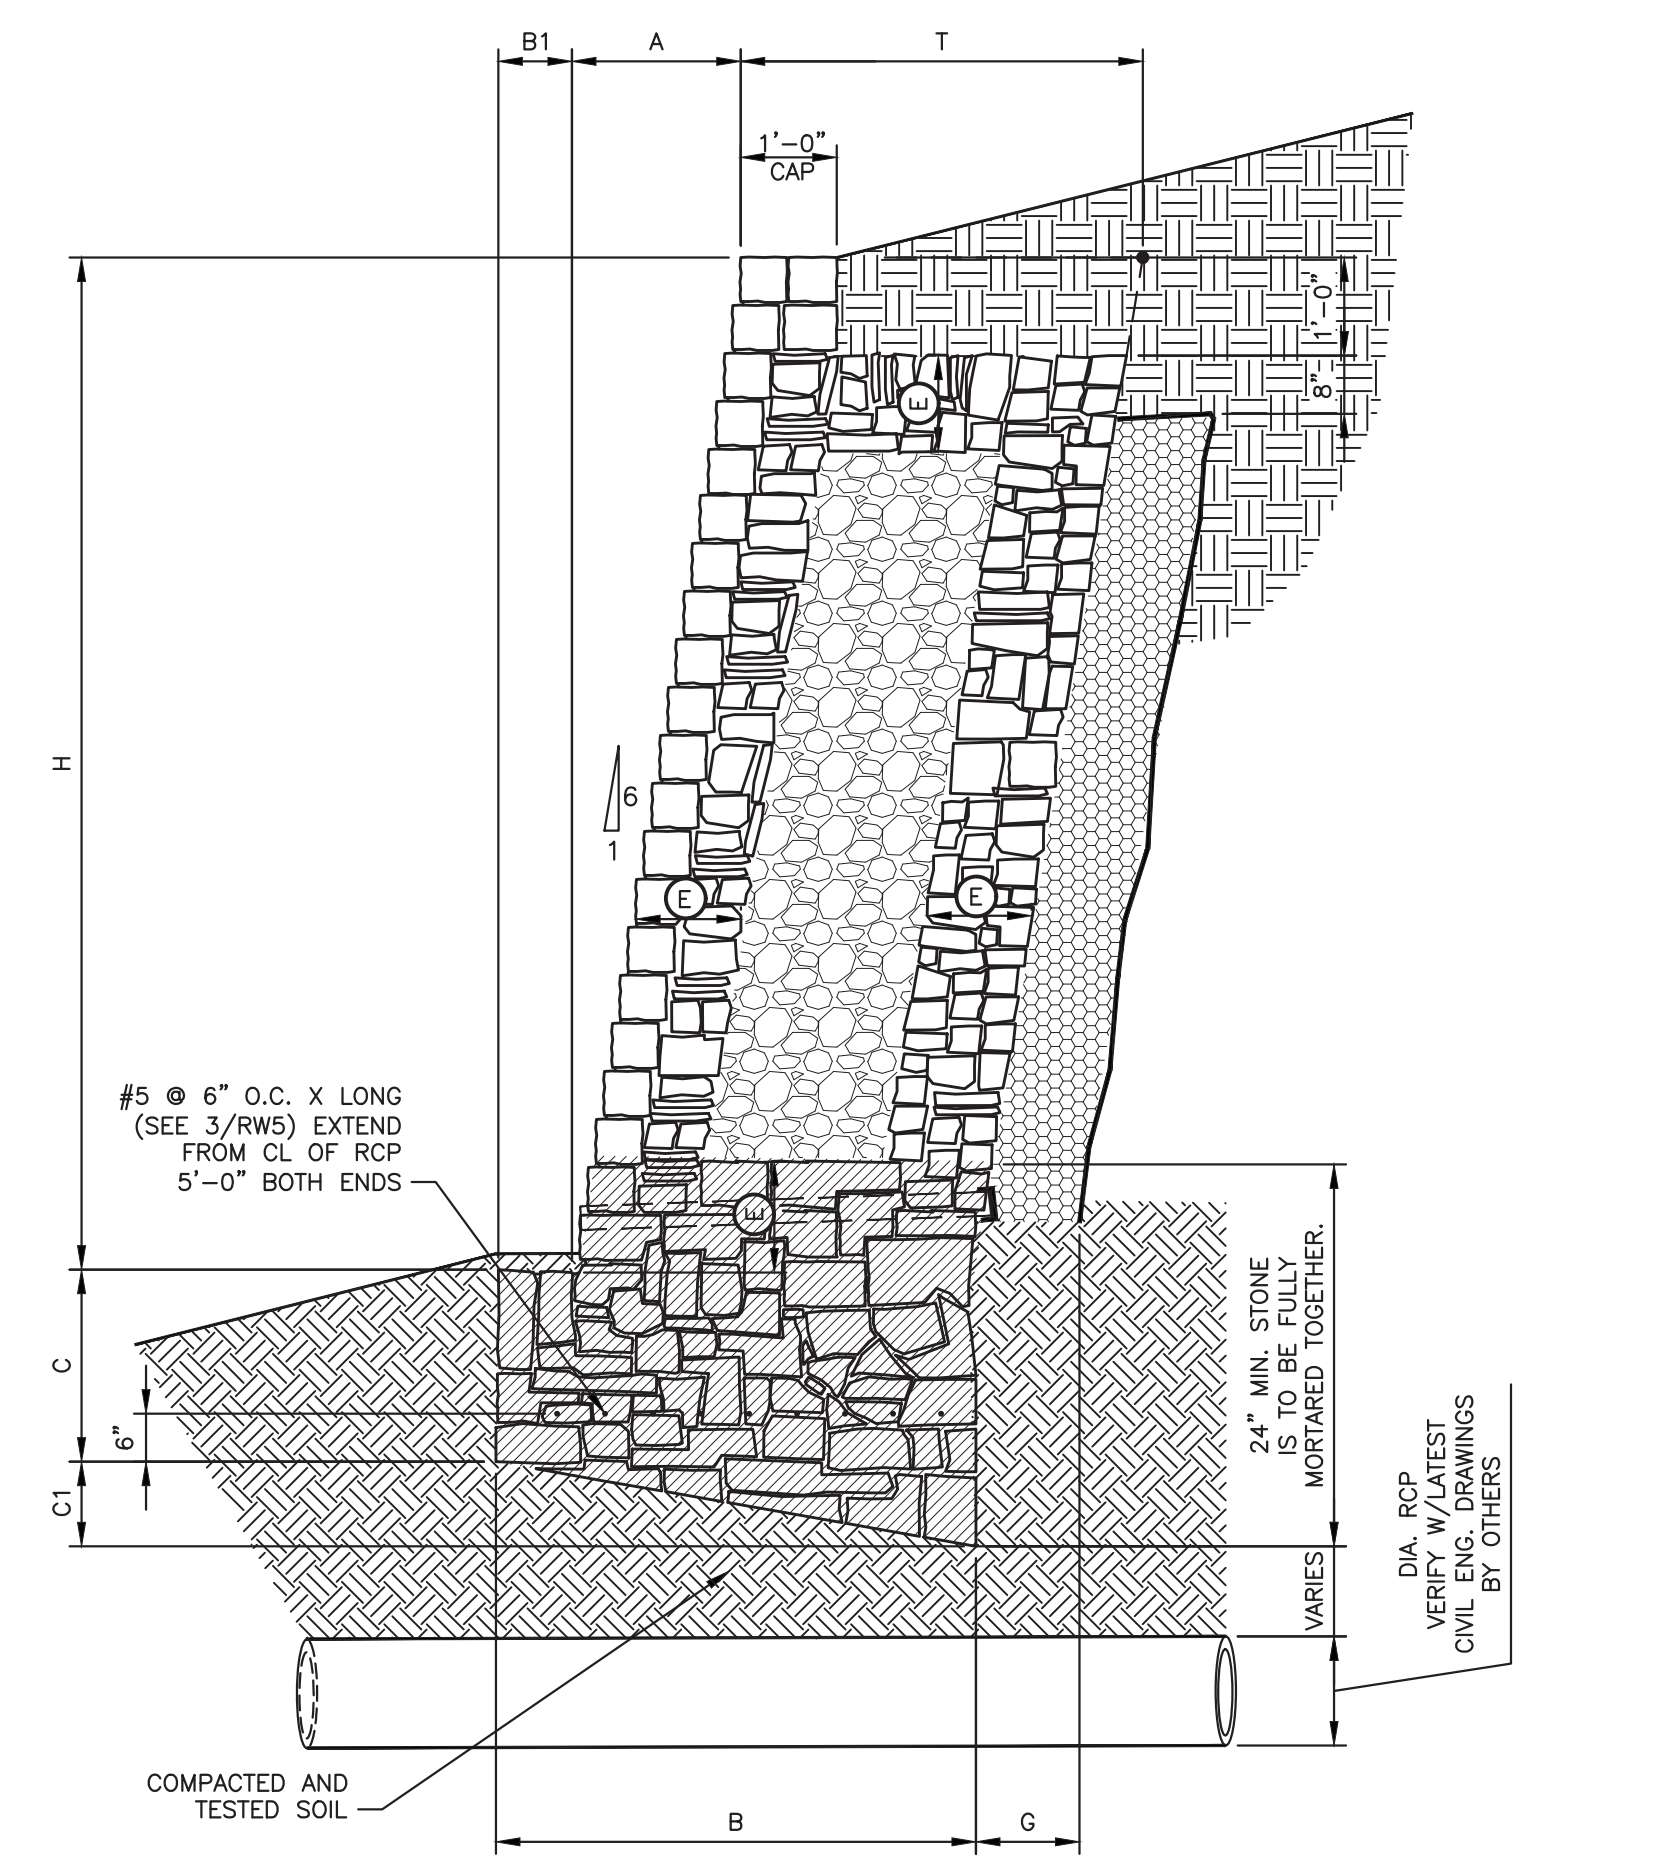 B1
A
T
1'-0"
CAP
1'-0"
8"
E
H
6
1
E
E
#5 @ 6" O.C. X LONG
(SEE 3/RW5) EXTEND
FROM CL OF RCP
5'-0" BOTH ENDS
E
24" MIN. STONE
IS TO BE FULLY
MORTARED TOGETHER.
C
6"
C1
VARIES
DIA. RCP
VERIFY W/LATEST
CIVIL ENG. DRAWINGS
BY OTHERS
COMPACTED AND
TESTED SOIL
B
G